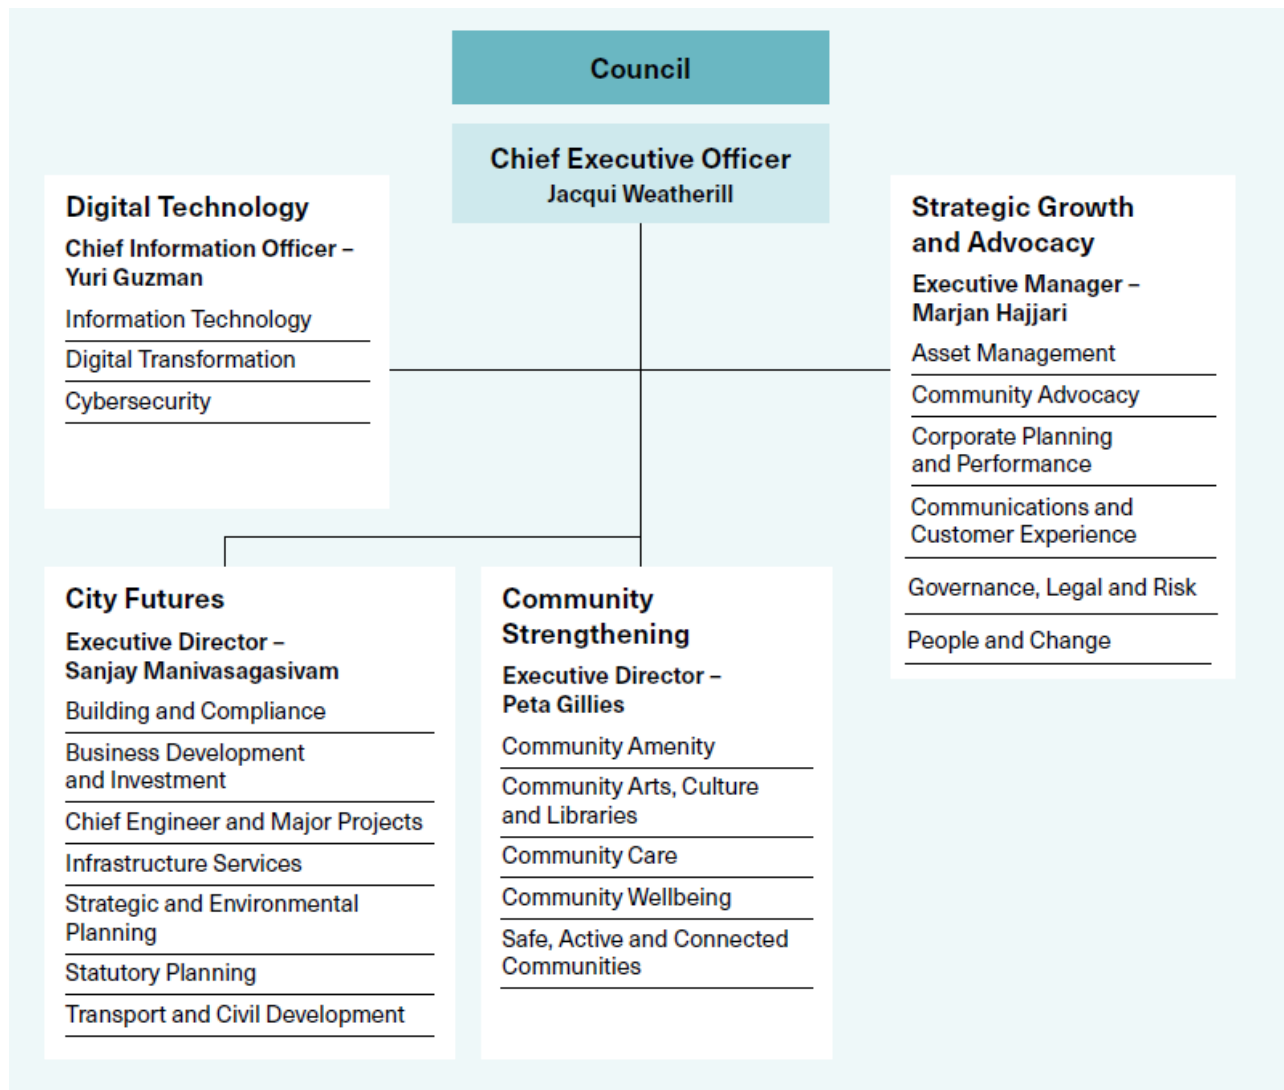 Council
Chief Executive Officer
Jacqui Weatherill
Digital Technology
Chief Information Officer –
Yuri Guzman
Information Technology
Digital Transformation
Cybersecurity
Strategic Growth
and Advocacy
Executive Manager –
Marjan Hajjari
Asset Management
Community Advocacy
Corporate Planning
and Performance
Communications and
Customer Experience
Governance, Legal and Risk
People and Change
City Futures
Executive Director –
Sanjay Manivasagasivam
Building and Compliance
Business Development
and Investment
Chief Engineer and Major Projects
Infrastructure Services
Strategic and Environmental
Planning
Statutory Planning
Transport and Civil Development
Community
Strengthening
Executive Director –
Peta Gillies
Community Amenity
Community Arts, Culture
and Libraries
Community Care
Community Wellbeing
Safe, Active and Connected
Communities